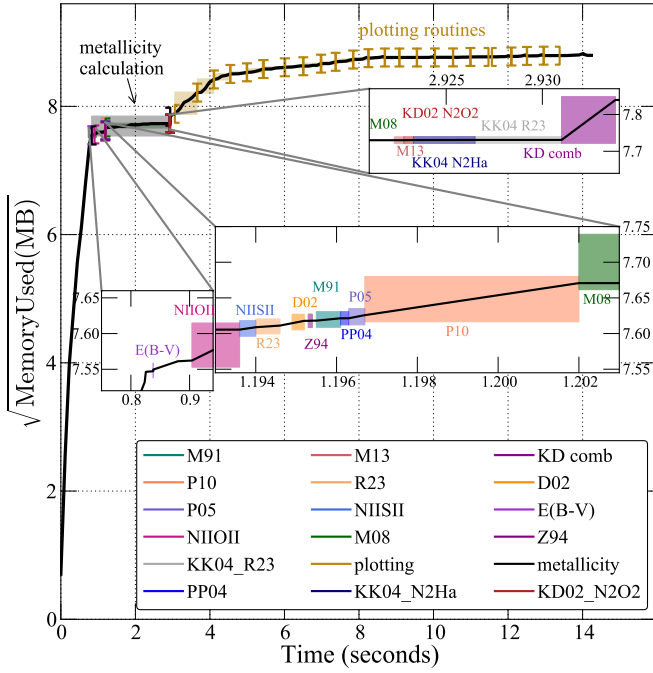 plotting routines
metallicity
calculation
2.925 2.930
KD02 N2O2
M08 KK04 R23
M13
KK04 N2Ha KD comb
7.8
7.7
8
6
4
2
0
√MemoryUsed(MB)
7.75
7.70
7.65
7.60
7.55
M91 P05
D02
NIISII
R23 Z94 PP04 P10 M08
1.194 1.196 1.198 1.200 1.202
7.65
7.60
7.55
NIIOII
E(B-V)
0.8 0.9
M91 M13 KD comb
P10 R23 D02
P05 NIISII E(B-V)
NIIOII M08 Z94
KK04_R23 plotting metallicity
PP04 KK04_N2Ha KD02_N2O2
0 2 4 6 8 10 12 14
Time (seconds)